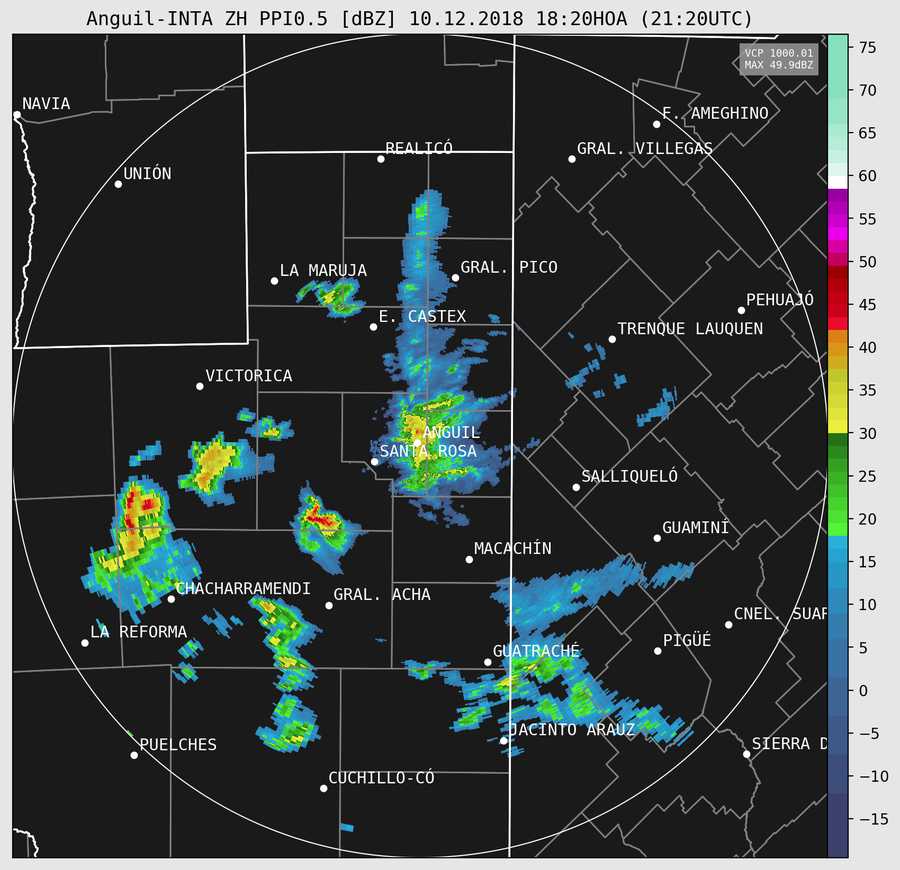 Anguil-INTA ZH PPI0.5 [dBZ] 10.12.2018 18:20HOA (21:20UTC)
VCP 1000.01
MAX 49.9dBZ
75
70
65
60
55
50
45
40
35
30
25
20
15
10
5
0
−5
−10
−15
NAVIA
F. AMEGHINO
REALICÓ
GRAL. VILLEGAS
UNIÓN
LA MARUJA
GRAL. PICO
PEHUAJÓ
E. CASTEX
TRENQUE LAUQUEN
VICTORICA
ANGUIL
SANTA ROSA
SALLIQUELÓ
GUAMINÍ
MACACHÍN
CHACHARRAMENDI
GRAL. ACHA
CNEL. SUAR
LA REFORMA
GUATRACHÉ
PIGÜÉ
JACINTO ARAUZ
PUELCHES
SIERRA D
CUCHILLO-CÓ